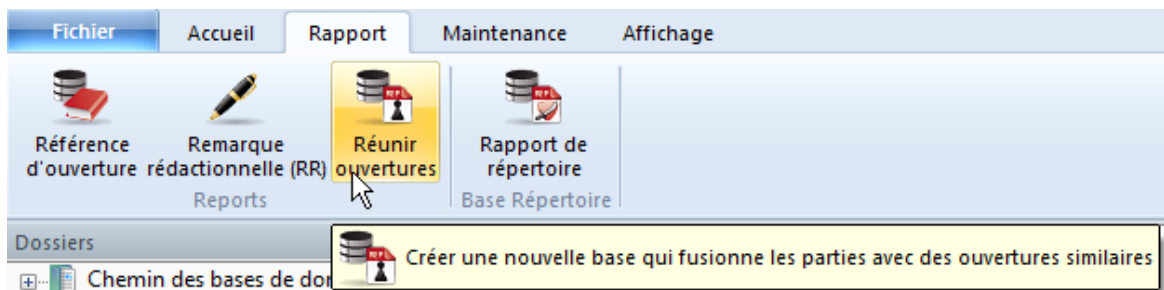 Fichier Accueil Rapport Maintenance Affichage
Référence Remarque Réunir Rapport de
d'ouverture rédactionnelle (RR) ouvertures répertoire
Reports Base Répertoire
Dossiers
Créer une nouvelle base qui fusionne les parties avec des ouvertures similaires
Chemin des bases de